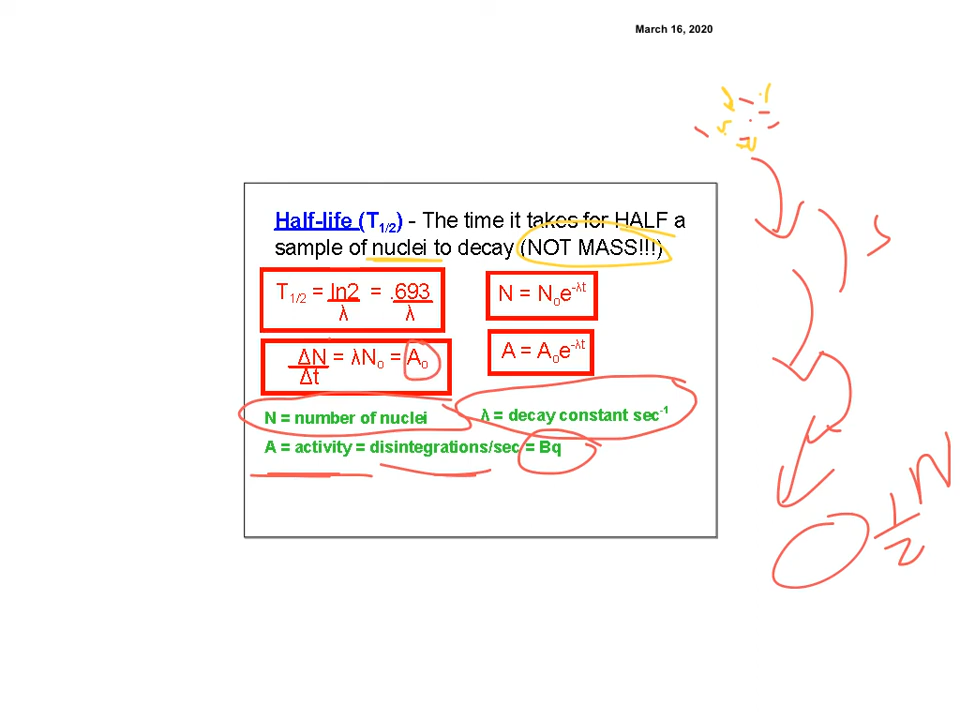 March 16, 2020
Half-life (T1/2) - The time it takes for HALF a
sample of nuclei to decay (NOT MASS!!!)
T1/2 = ln2/λ = .693/λ
N = Noe-λt
ΔN/Δt = λNo = Ao
A = Aoe-λt
N = number of nuclei
λ = decay constant sec-1
A = activity = disintegrations/sec = Bq
1/2 N